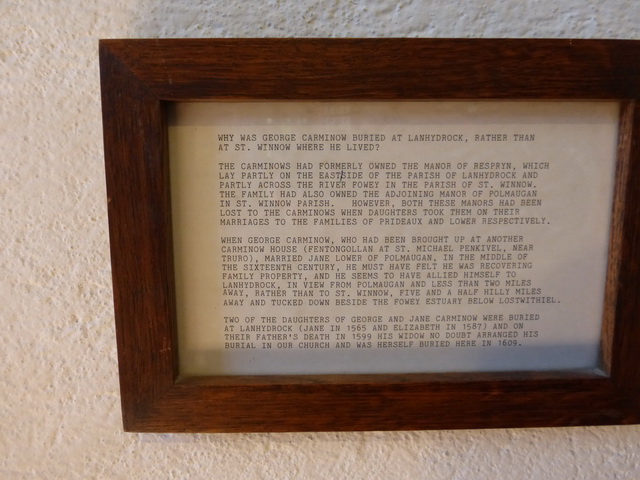 WHY WAS GEORGE CARMINOW BURIED AT LANHYDROCK, RATHER THAN
AT ST. WINNOW WHERE HE LIVED?
THE CARMINOWS HAD FORMERLY OWNED THE MANOR OF RESPRYN, WHICH
LAY PARTLY ON THE EAST/SIDE OF THE PARISH OF LANHYDROCK AND
PARTLY ACROSS THE RIVER FOWEY IN THE PARISH OF ST. WINNOW.
THE FAMILY HAD ALSO OWNED THE ADJOINING MANOR OF POLMAUGAN
IN ST. WINNOW PARISH. HOWEVER, BOTH THESE MANORS HAD BEEN
LOST TO THE CARMINOWS WHEN DAUGHTERS TOOK THEM ON THEIR
MARRIAGES TO THE FAMILIES OF PRIDEAUX AND LOWER RESPECTIVELY.
WHEN GEORGE CARMINOW, WHO HAD BEEN BROUGHT UP AT ANOTHER
CARMINOW HOUSE (FENTONGOLLAN AT ST. MICHAEL PENKIVEL, NEAR
TRURO), MARRIED JANE LOWER OF POLMAUGAN, IN THE MIDDLE OF
THE SIXTEENTH CENTURY, HE MUST HAVE FELT HE WAS RECOVERING
FAMILY PROPERTY, AND HE SEEMS TO HAVE ALLIED HIMSELF TO
LANHYDROCK, IN VIEW FROM POLMAUGAN AND LESS THAN TWO MILES
AWAY, RATHER THAN TO ST. WINNOW, FIVE AND A HALF HILLY MILES
AWAY AND TUCKED DOWN BESIDE THE FOWEY ESTUARY BELOW LOSTWITHIEL.
TWO OF THE DAUGHTERS OF GEORGE AND JANE CARMINOW WERE BURIED
AT LANHYDROCK (JANE IN 1565 AND ELIZABETH IN 1587) AND ON
THEIR FATHER'S DEATH IN 1599 HIS WIDOW NO DOUBT ARRANGED HIS
BURIAL IN OUR CHURCH AND WAS HERSELF BURIED HERE IN 1609.